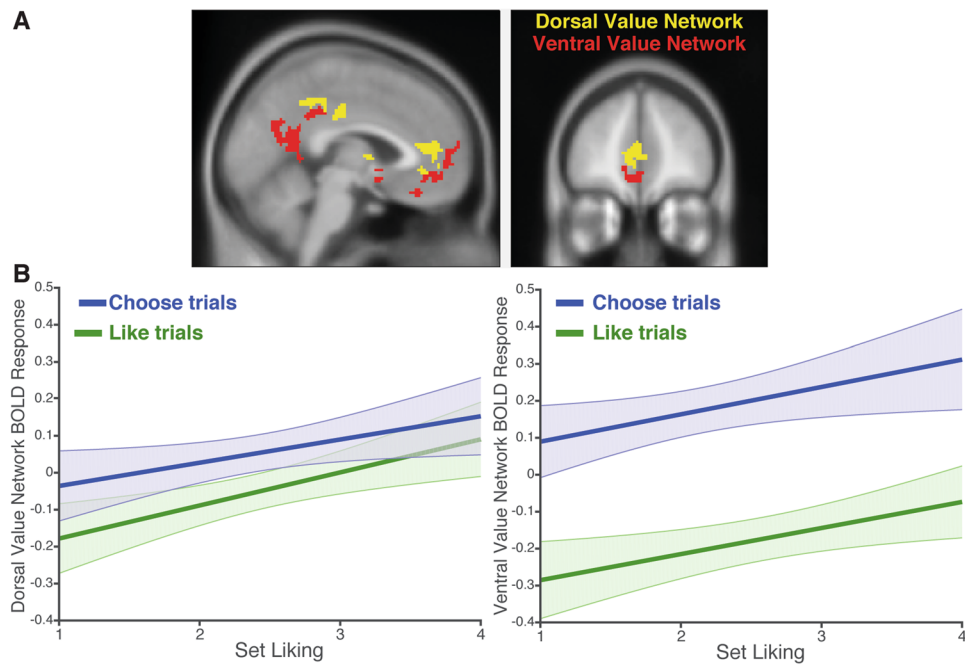 A
Dorsal Value Network
Ventral Value Network
B
Dorsal Value Network BOLD Response
0.5
0.4
0.3
0.2
0.1
0
-0.1
-0.2
-0.3
-0.4
Choose trials
Like trials
1
2
3
4
Set Liking
Ventral Value Network BOLD Response
0.5
0.4
0.3
0.2
0.1
0
-0.1
-0.2
-0.3
-0.4
Choose trials
Like trials
1
2
3
4
Set Liking